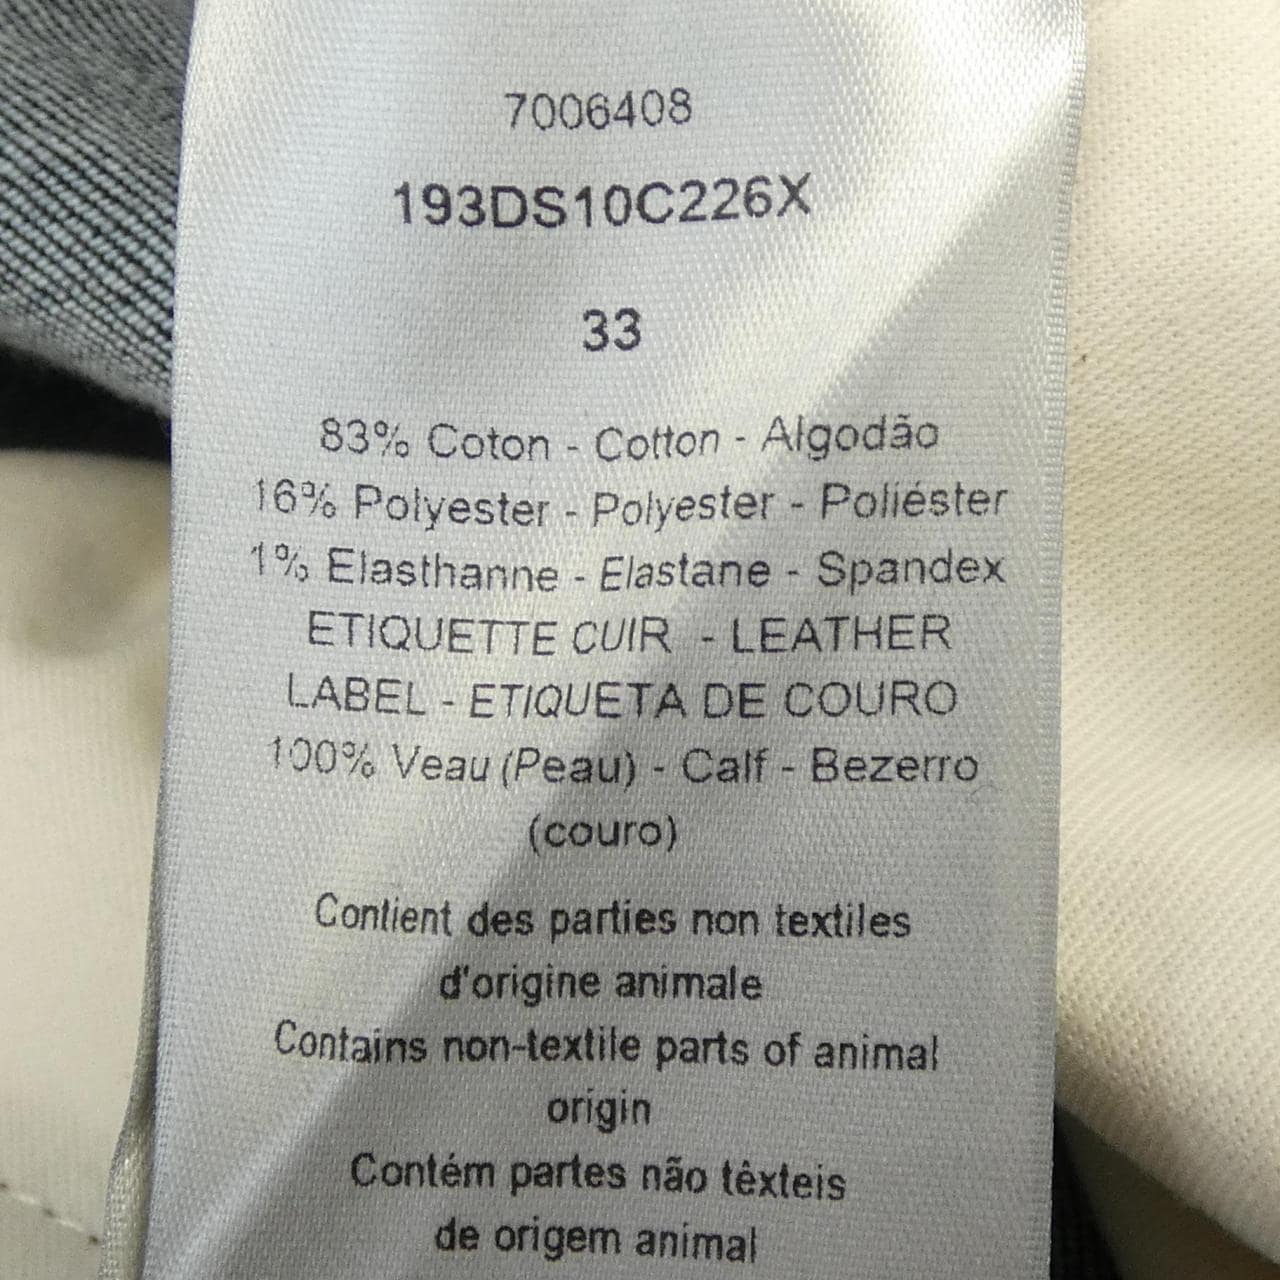 7006408
193DS10C226X
33
83% Coton - Cotton - Algodão
16% Polyester - Polyester - Poliéster
1% Elasthanne - Elastane - Spandex
ETIQUETTE CUIR - LEATHER
LABEL - ETIQUETA DE COURO
100% Veau (Peau) - Calf - Bezerro
(couro)
Contient des parties non textiles
d'origine animale
Contains non-textile parts of animal
origin
Contém partes não têxteis
de origem animal